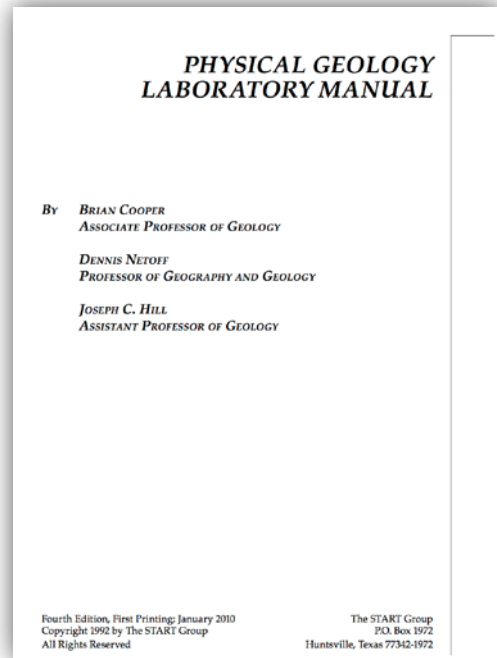 PHYSICAL GEOLOGY
LABORATORY MANUAL
BY BRIAN COOPER
ASSOCIATE PROFESSOR OF GEOLOGY
DENNIS NETOFF
PROFESSOR OF GEOGRAPHY AND GEOLOGY
JOSEPH C. HILL
ASSISTANT PROFESSOR OF GEOLOGY
Fourth Edition, First Printing: January 2010
Copyright 1992 by The START Group
All Rights Reserved
The START Group
P.O. Box 1972
Huntsville, Texas 77342-1972